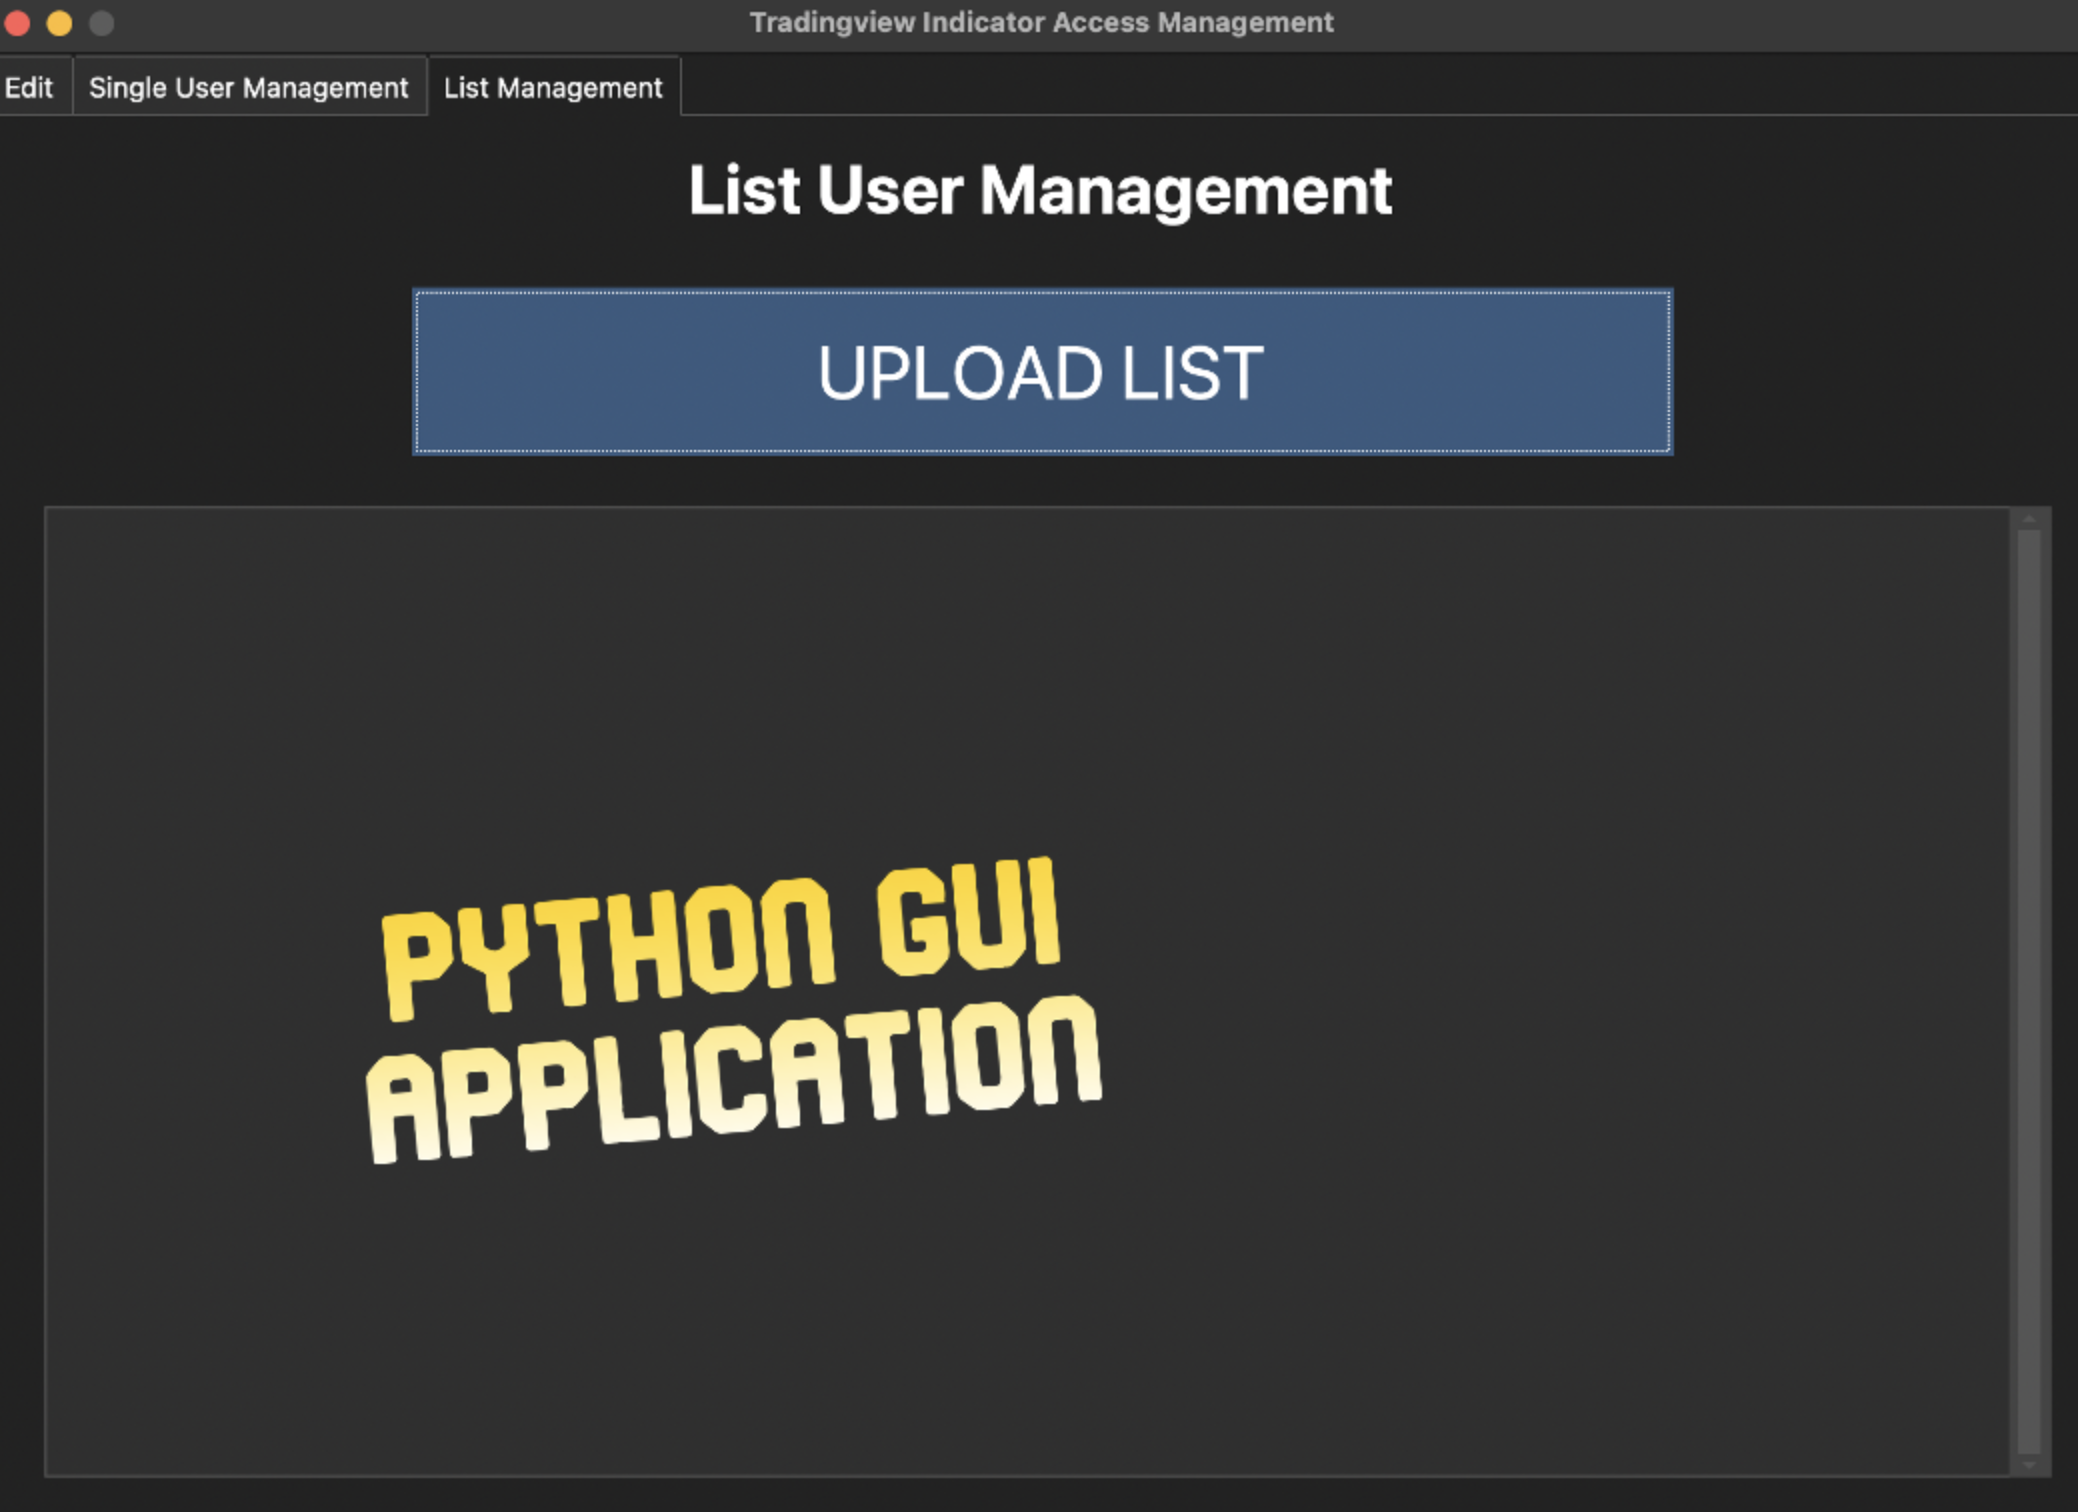 Tradingview Indicator Access Management
Edit Single User Management List Management
List User Management
UPLOAD LIST
PYTHON GUI
APPLICATION